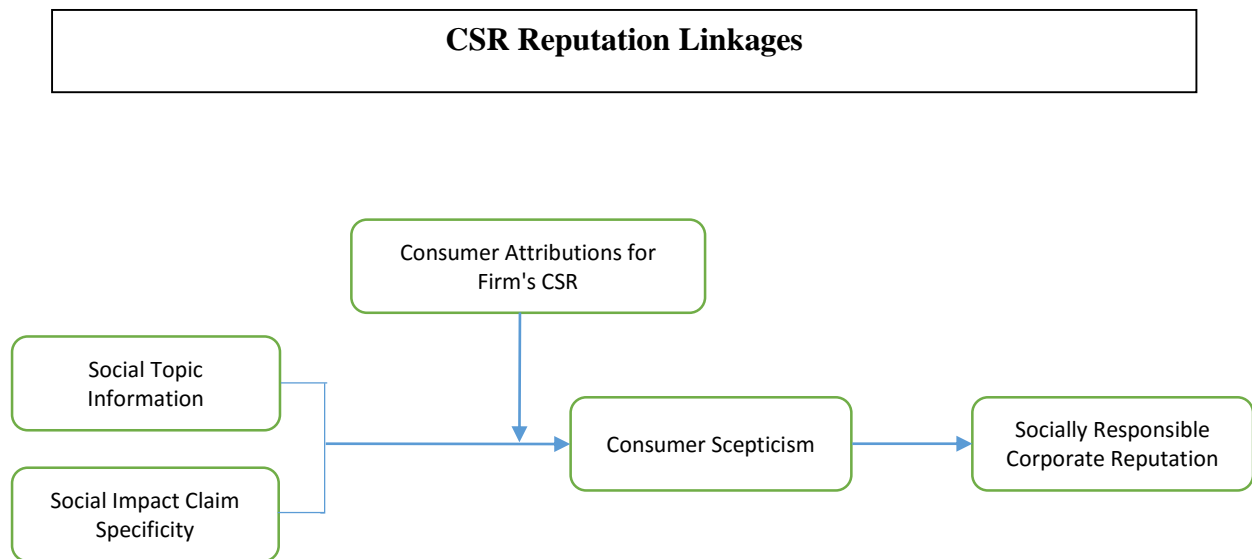 CSR Reputation Linkages
Consumer Attributions for
Firm's CSR
Social Topic
Information
Consumer Scepticism
Socially Responsible
Corporate Reputation
Social Impact Claim
Specificity